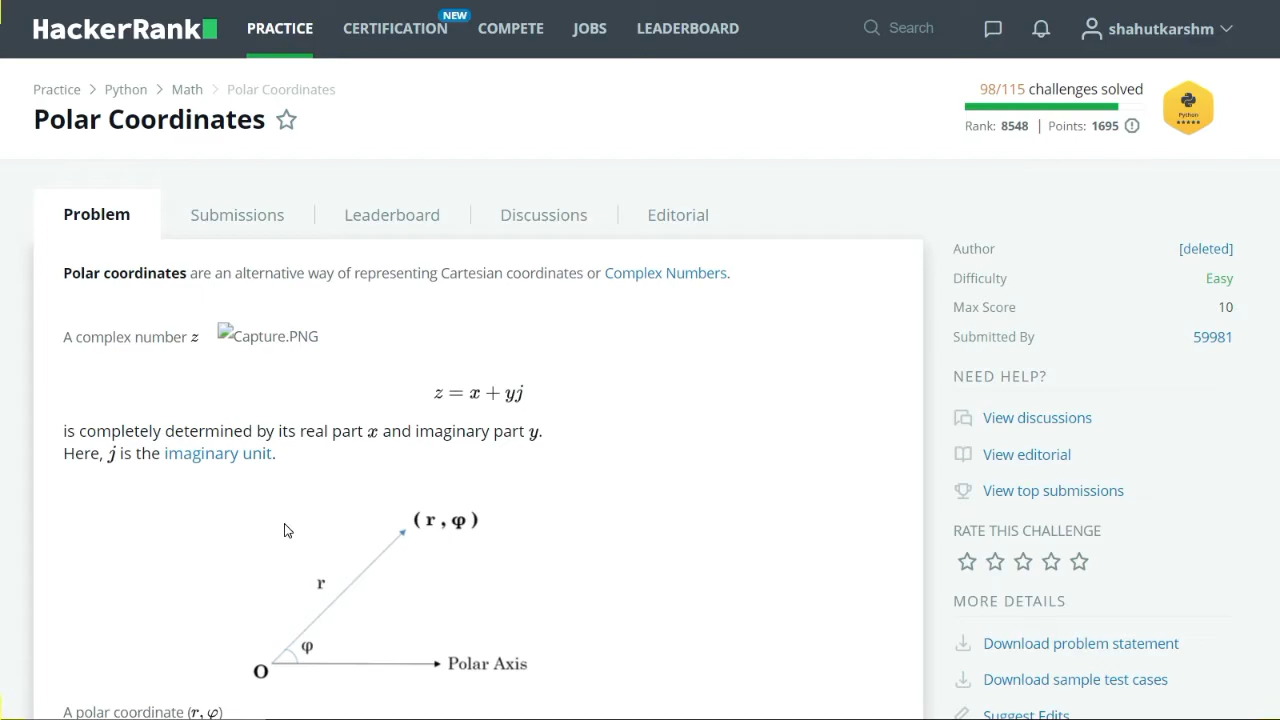 HackerRank
PRACTICE
CERTIFICATION
NEW
COMPETE
JOBS
LEADERBOARD
Search
shahutkarshm
Practice > Python > Math > Polar Coordinates
Polar Coordinates
98/115 challenges solved
Rank: 8548 | Points: 1695
Python
Problem
Submissions
Leaderboard
Discussions
Editorial
Polar coordinates are an alternative way of representing Cartesian coordinates or Complex Numbers.
A complex number z Capture.PNG
z = x + yj
is completely determined by its real part x and imaginary part y.
Here, j is the imaginary unit.
( r , φ )
r
φ
O
Polar Axis
A polar coordinate (r, φ)
Author [deleted]
Difficulty Easy
Max Score 10
Submitted By 59981
NEED HELP?
View discussions
View editorial
View top submissions
RATE THIS CHALLENGE
MORE DETAILS
Download problem statement
Download sample test cases
Suggest Edits